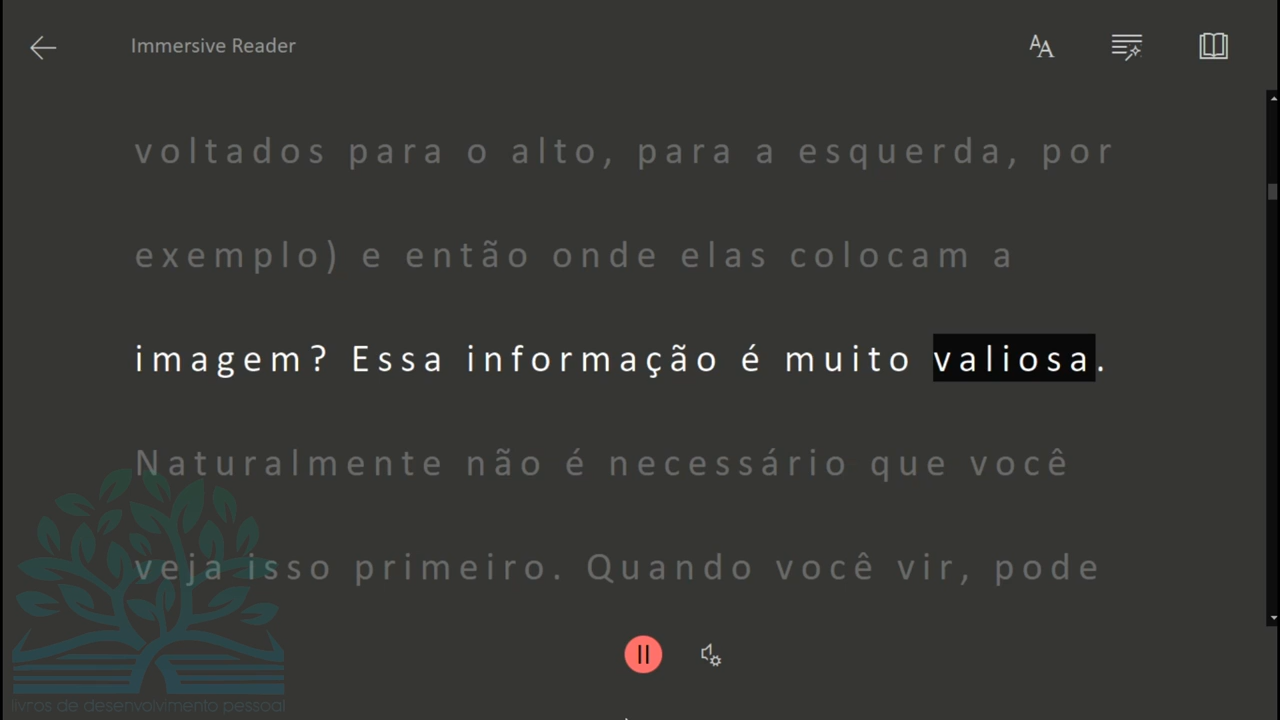 Immersive Reader
voltados para o alto, para a esquerda, por
exemplo) e então onde elas colocam a
imagem? Essa informação é muito valiosa.
Naturalmente não é necessário que você
veja isso primeiro. Quando você vir, pode
livros de desenvolvimento pessoal